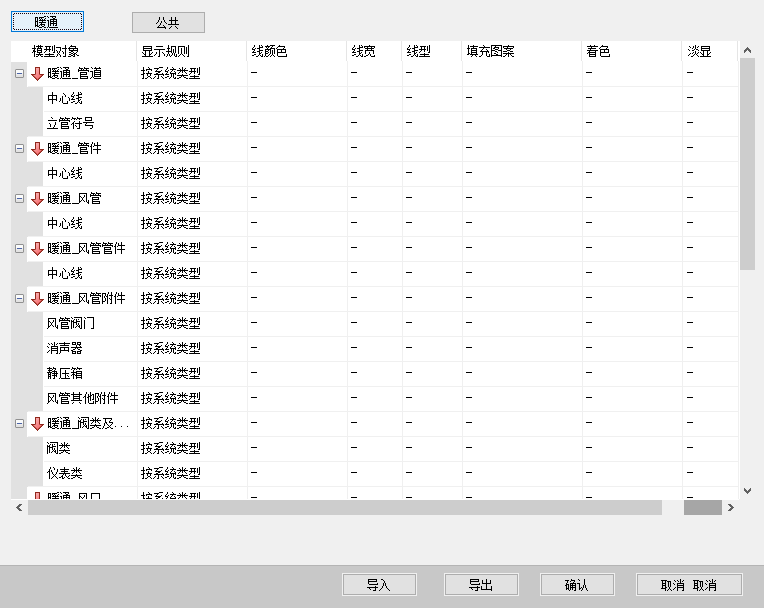 暖通 公共
模型对象 显示规则 线颜色 线宽 线型 填充图案 着色 淡显
暖通_管道 按系统类型 - - - - - -
中心线 按系统类型 - - - - - -
立管符号 按系统类型 - - - - - -
暖通_管件 按系统类型 - - - - - -
中心线 按系统类型 - - - - - -
暖通_风管 按系统类型 - - - - - -
中心线 按系统类型 - - - - - -
暖通_风管管件 按系统类型 - - - - - -
中心线 按系统类型 - - - - - -
暖通_风管附件 按系统类型 - - - - - -
风管阀门 按系统类型 - - - - - -
消声器 按系统类型 - - - - - -
静压箱 按系统类型 - - - - - -
风管其他附件 按系统类型 - - - - - -
暖通_阀类及... 按系统类型 - - - - - -
阀类 按系统类型 - - - - - -
仪表类 按系统类型 - - - - - -
暖通_风口 按系统类型 - - - - - -
导入 导出 确认 取消 取消